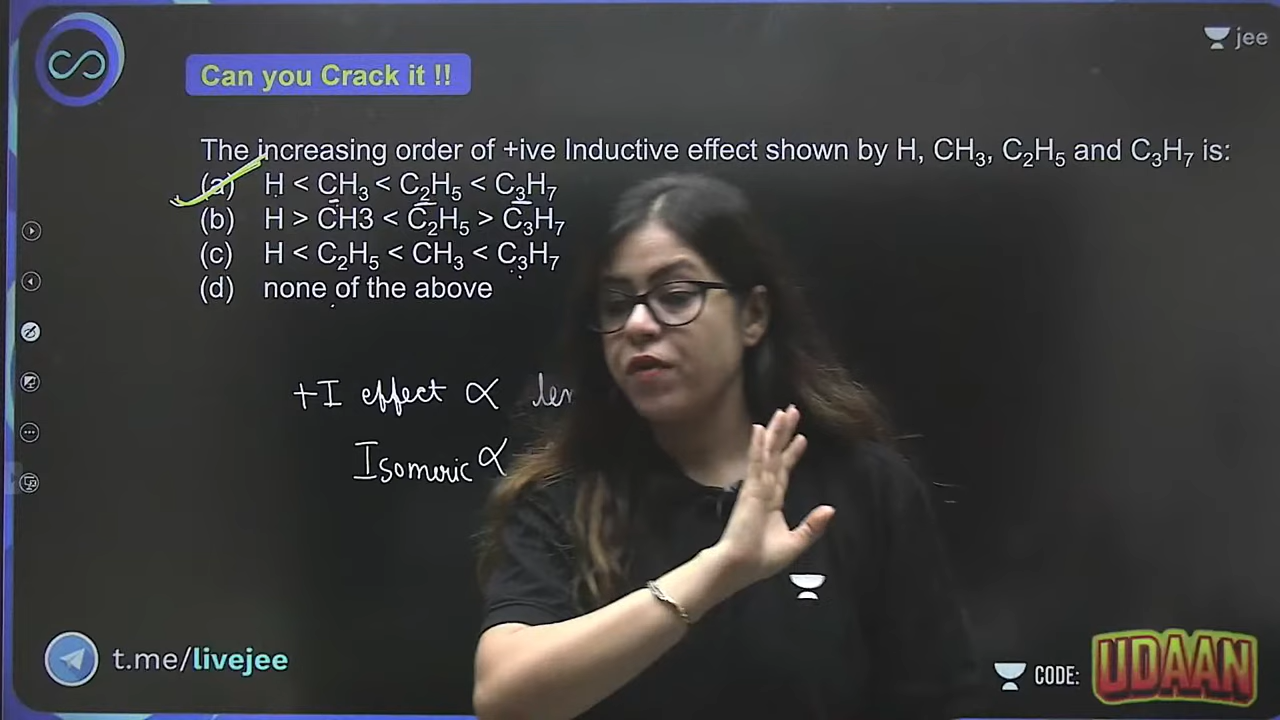 jee
Can you Crack it !!
The increasing order of +ive Inductive effect shown by H, CH₃, C₂H₅ and C₃H₇ is:
(a) H < CH₃ < C₂H₅ < C₃H₇
(b) H > CH3 < C₂H₅ > C₃H₇
(c) H < C₂H₅ < CH₃ < C₃H₇
(d) none of the above
+I effect ∝
Isomeric ∝
t.me/livejee
CODE: UDAAN